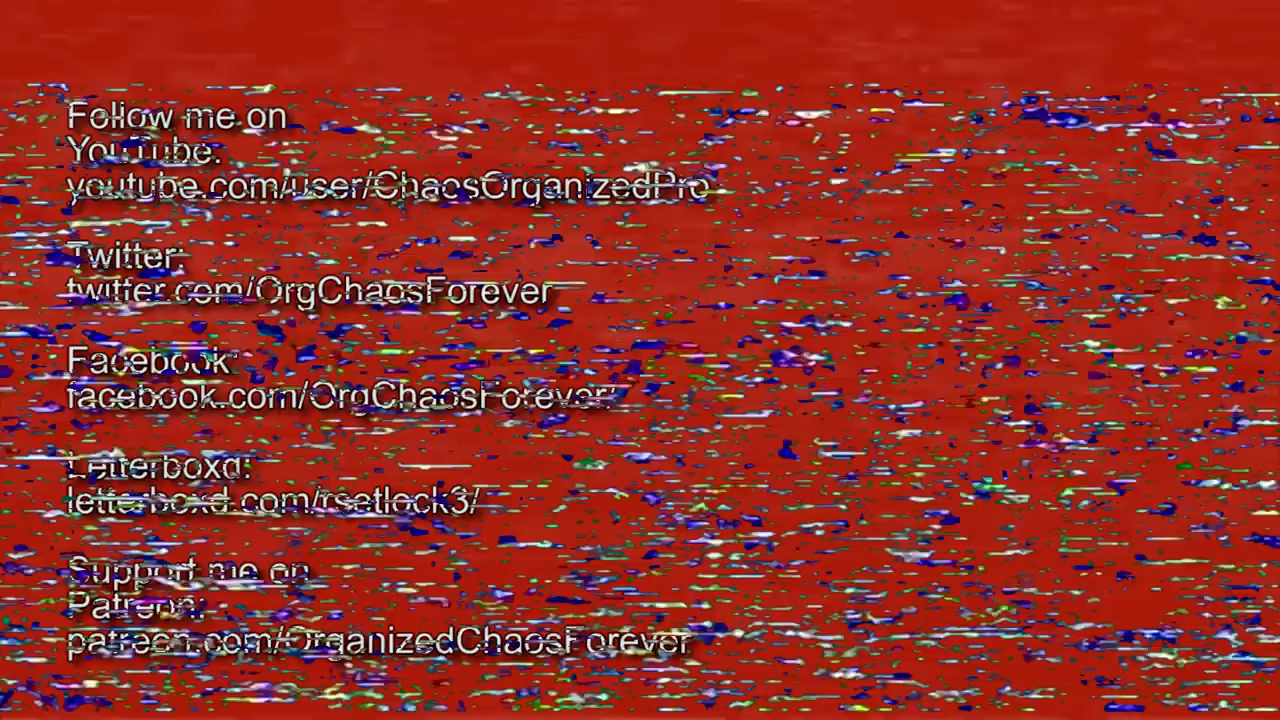 Follow me on
YouTube:
youtube.com/user/ChaosOrganizedPro
Twitter:
twitter.com/OrgChaosForever
Facebook:
facebook.com/OrgChaosForever/
Letterboxd:
letterboxd.com/rsatlock3/
Support me on
Patreon:
patreon.com/OrganizedChaosForever